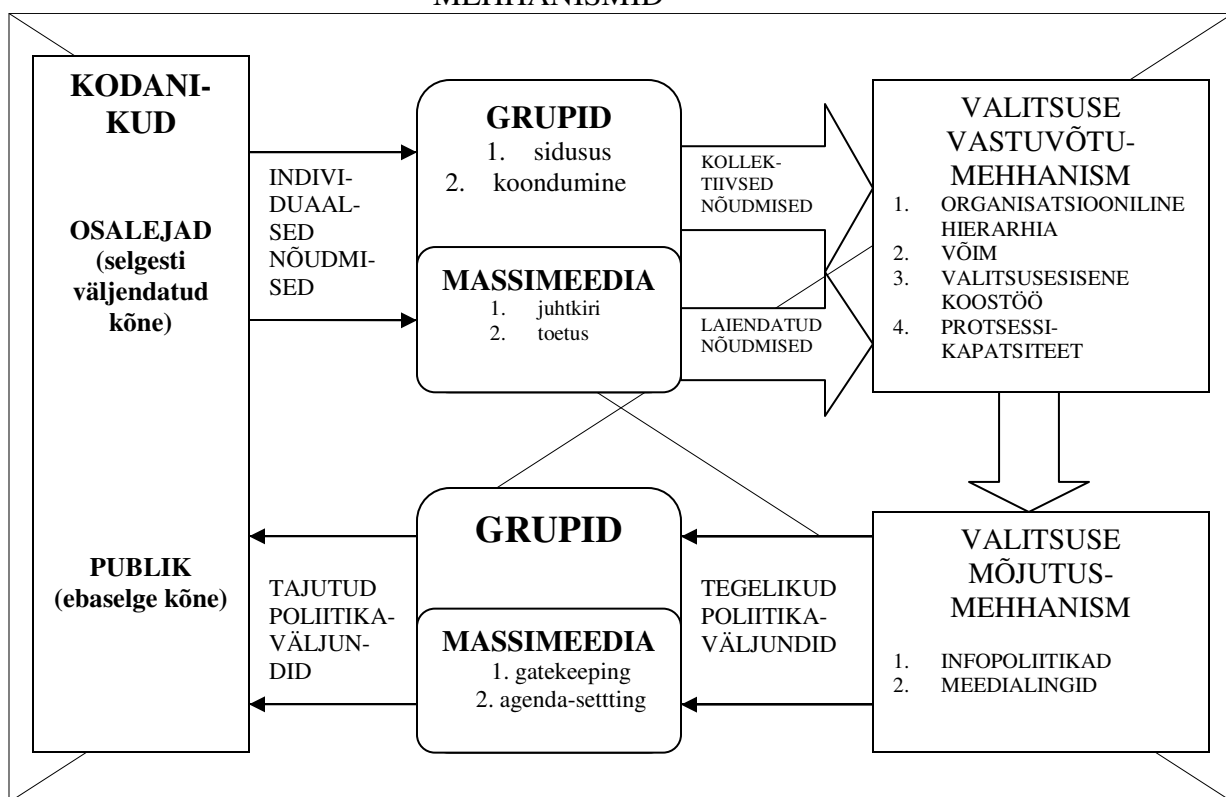 MEHHANISMID
KODANI-
KUD
OSALEJAD
(selgesti
väljendatud
kõne)
PUBLIK
(ebaselge kõne)
INDIVI-
DUAAL-
SED
NÕUDMI-
SED
GRUPID
1. sidusus
2. koondumine
MASSIMEEDIA
1. juhtkiri
2. toetus
KOLLEK-
TIIVSED
NÕUDMISED
LAIENDATUD
NÕUDMISED
VALITSUSE
VASTUVÕTU-
MEHHANISM
1. ORGANISATSIOONILINE
HIERARHIA
2. VÕIM
3. VALITSUSESISENE
KOOSTÖÖ
4. PROTSESSI-
KAPATSITEET
VALITSUSE
MÕJUTUS-
MEHHANISM
1. INFOPOLIITIKAD
2. MEEDIALINGID
TEGELIKUD
POLIITIKA-
VÄLJUNDID
GRUPID
MASSIMEEDIA
1. gatekeeping
2. agenda-settting
TAJUTUD
POLIITIKA-
VÄLJUN-
DID